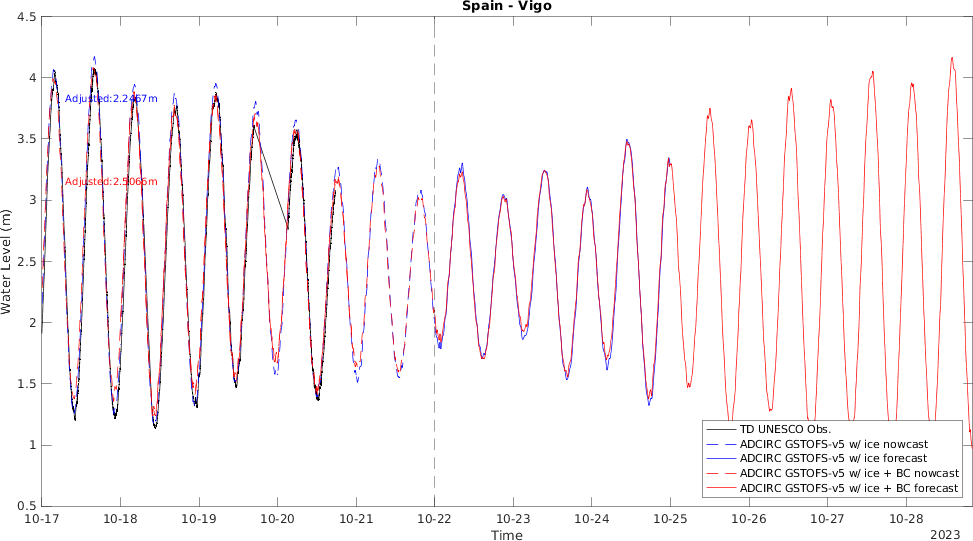 Spain - Vigo
4.5
4
3.5
3
2.5
2
1.5
1
0.5
Water Level (m)
Adjusted:2.2467m
Adjusted:2.5066m
TD UNESCO Obs.
ADCIRC GSTOFS-v5 w/ ice nowcast
ADCIRC GSTOFS-v5 w/ ice forecast
ADCIRC GSTOFS-v5 w/ ice + BC nowcast
ADCIRC GSTOFS-v5 w/ ice + BC forecast
10-17 10-18 10-19 10-20 10-21 10-22 10-23 10-24 10-25 10-26 10-27 10-28
Time
2023